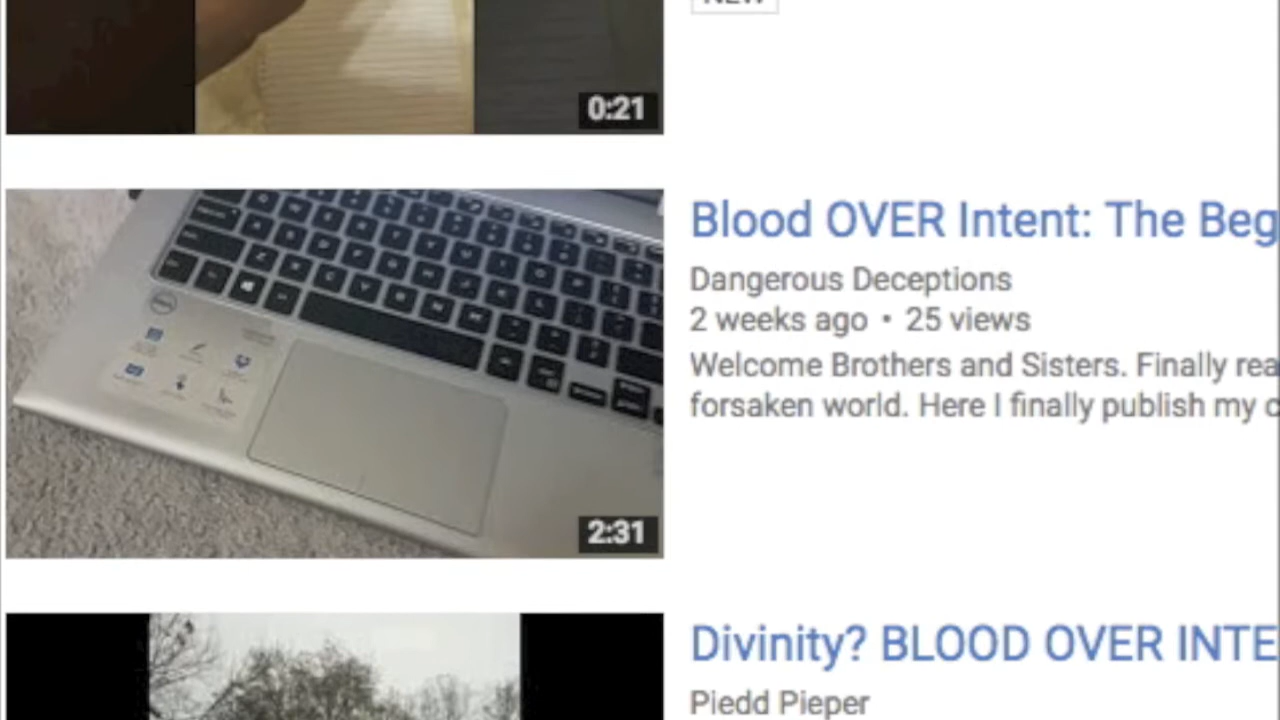 NEW
0:21
Blood OVER Intent: The Beg
Dangerous Deceptions
2 weeks ago • 25 views
Welcome Brothers and Sisters. Finally rea
forsaken world. Here I finally publish my
2:31
Divinity? BLOOD OVER INTE
Piedd Pieper